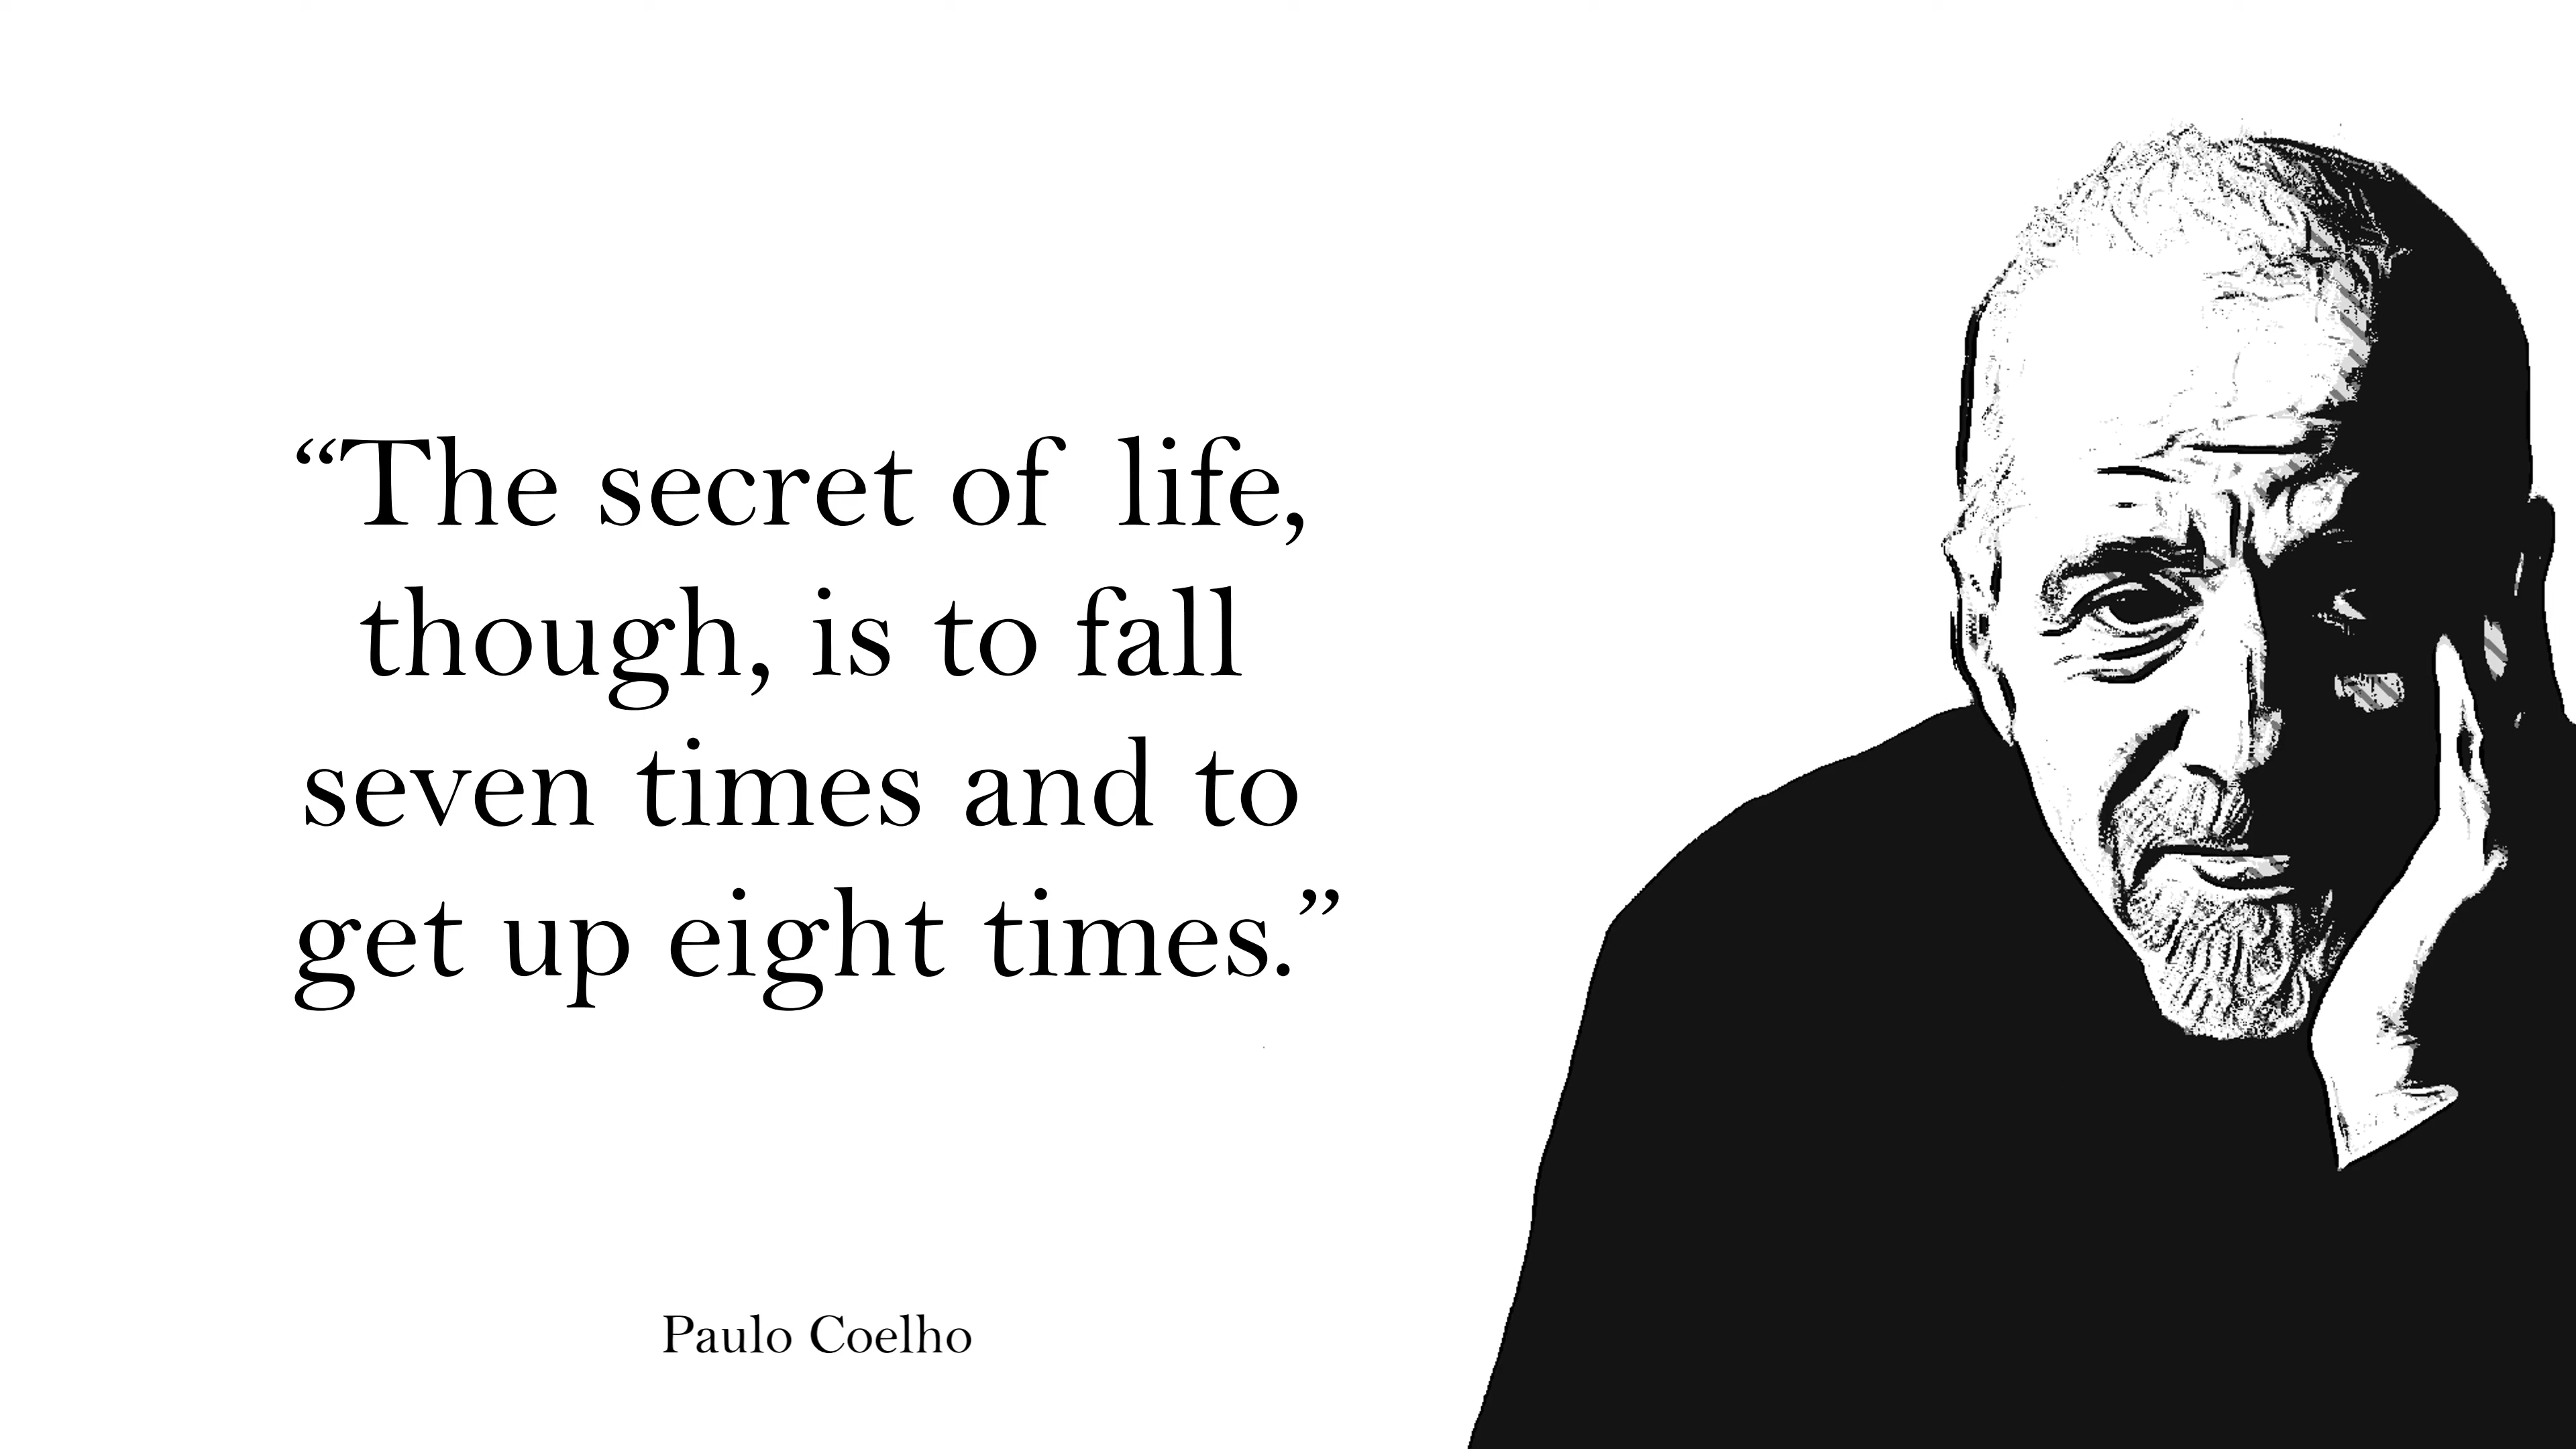 “The secret of life,
though, is to fall
seven times and to
get up eight times.”
Paulo Coelho